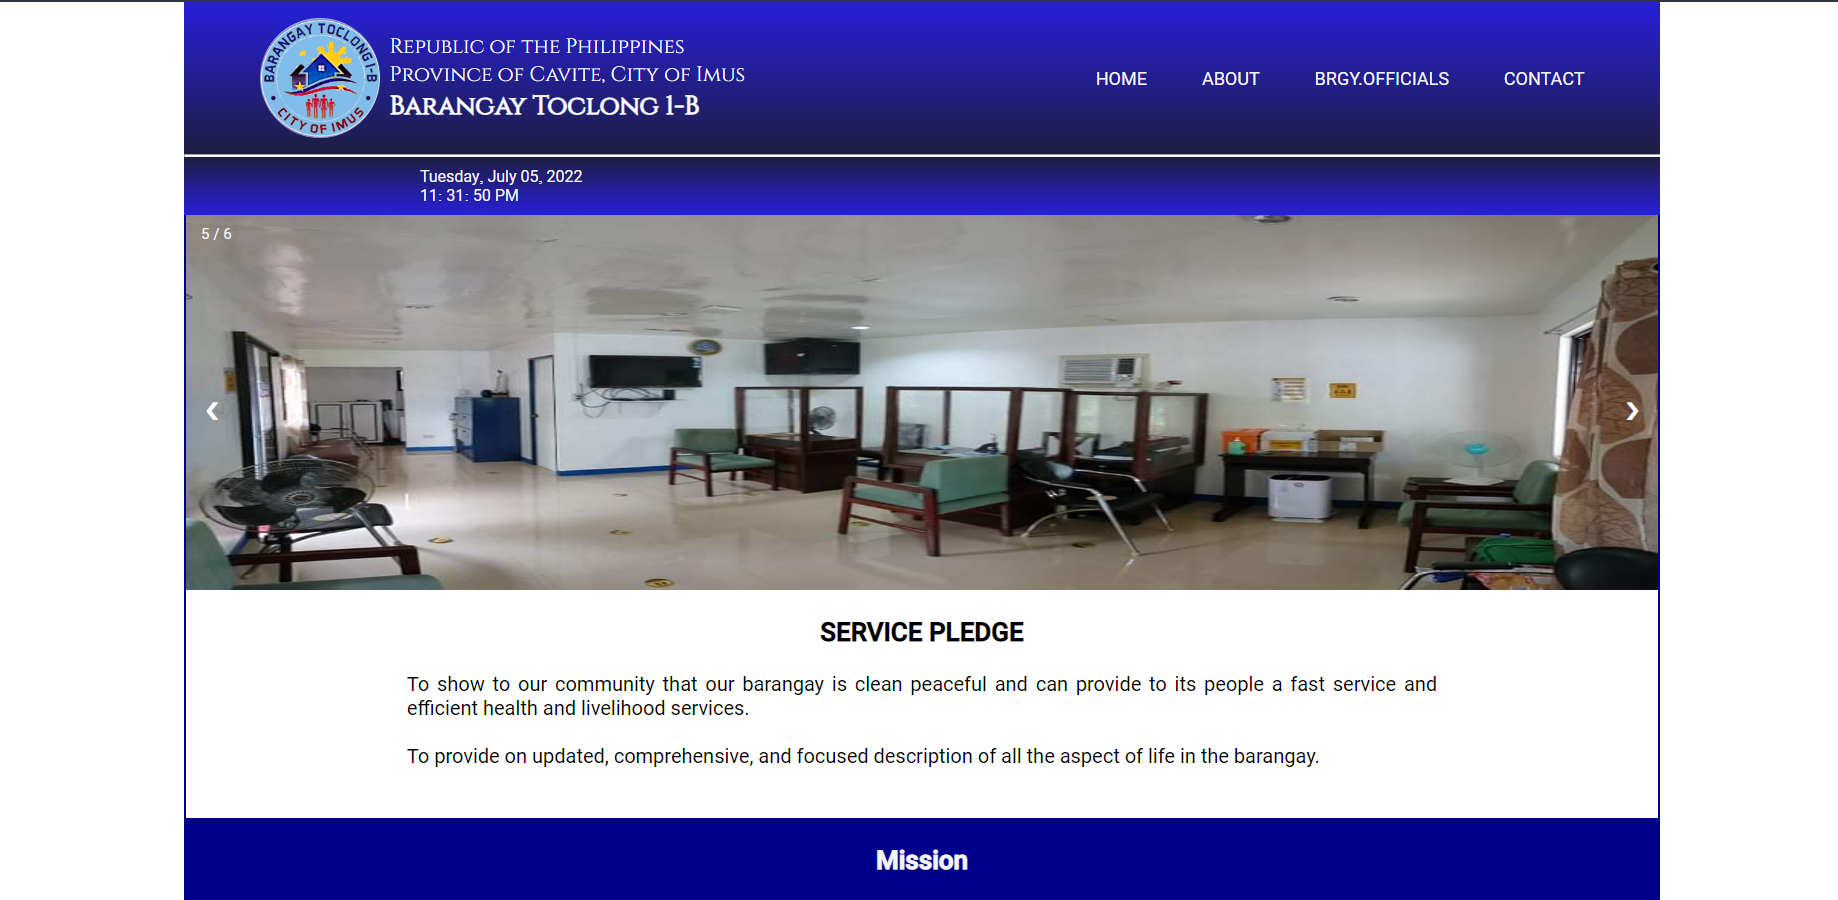 BARANGAY TOCLONG 1-B
CITY OF IMUS
Republic of the Philippines
Province of Cavite, City of Imus
Barangay Toclong 1-B
HOME ABOUT BRGY.OFFICIALS CONTACT
Tuesday, July 05, 2022
11: 31: 50 PM
5 / 6
❮ ❯
SERVICE PLEDGE
To show to our community that our barangay is clean peaceful and can provide to its people a fast service and
efficient health and livelihood services.
To provide on updated, comprehensive, and focused description of all the aspect of life in the barangay.
Mission